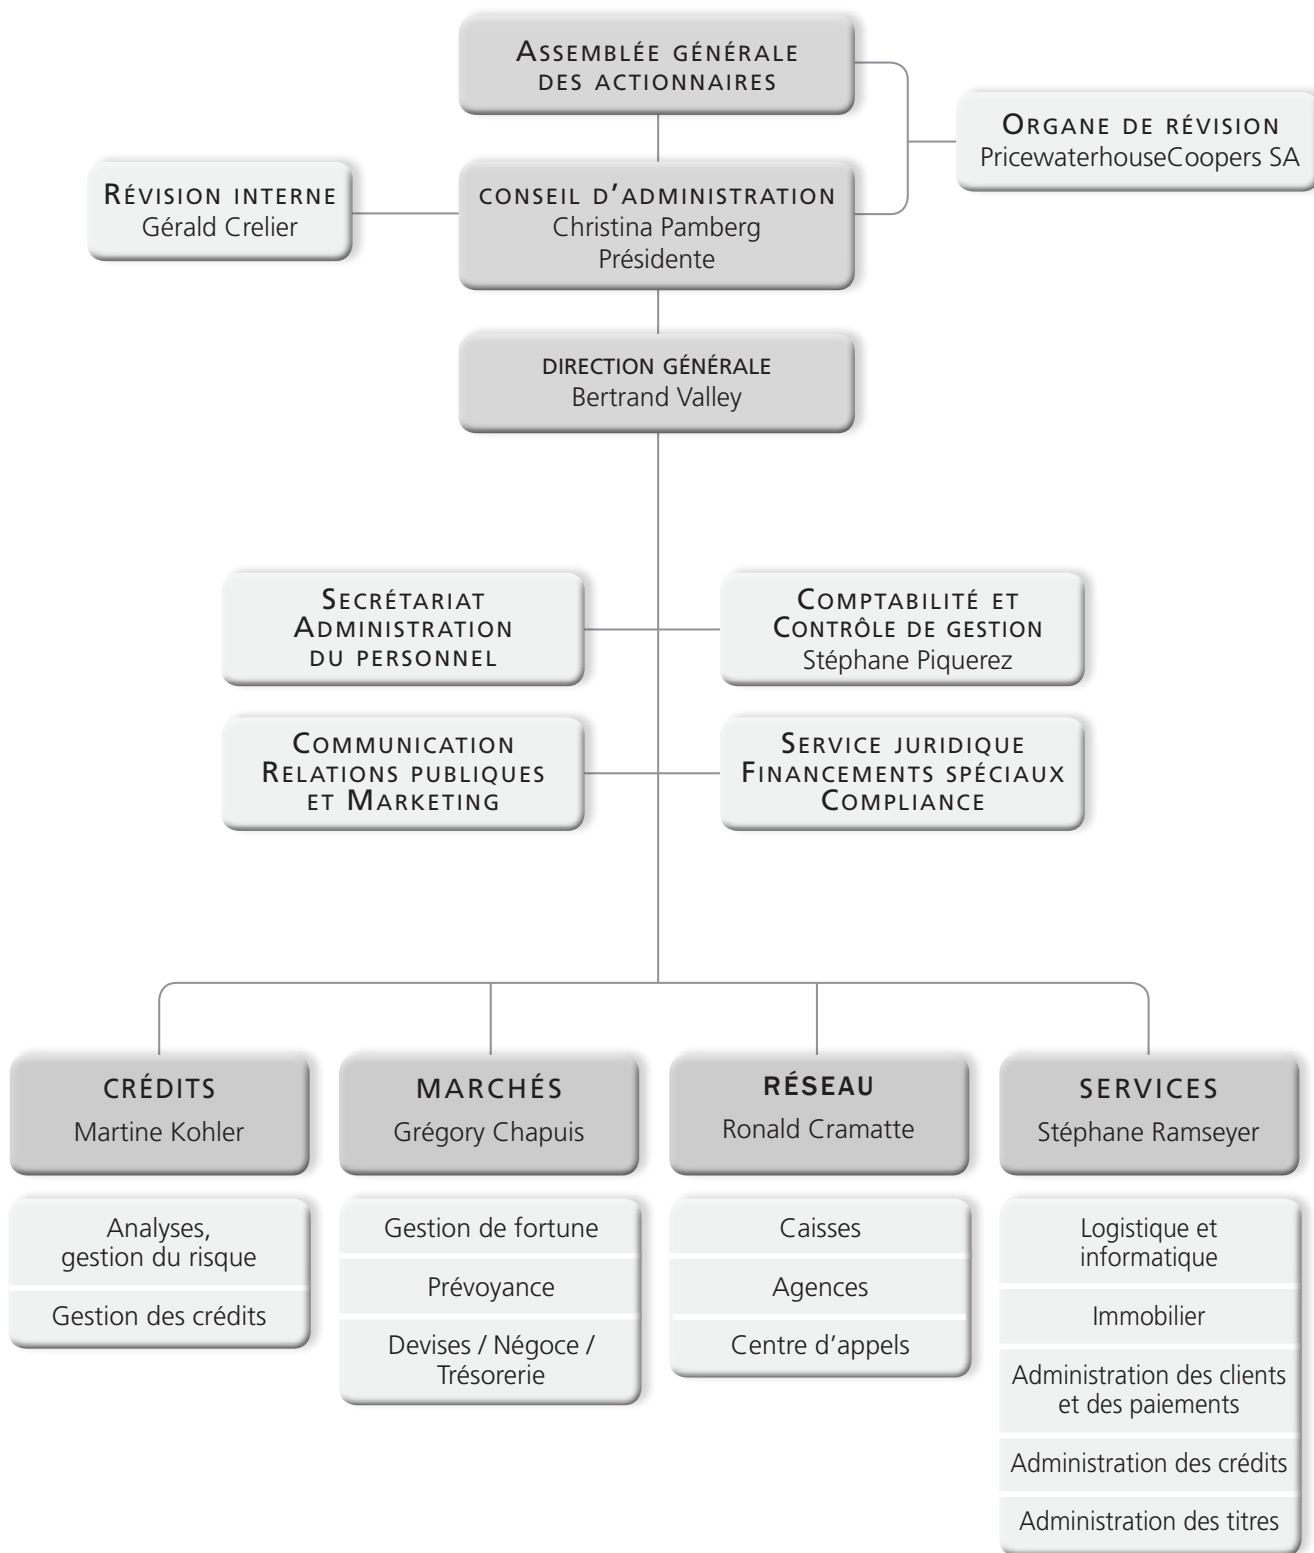 Assemblée générale
des actionnaires
Organe de révision
PricewaterhouseCoopers SA
Révision interne
Gérald Crelier
conseil d'administration
Christina Pamberg
Présidente
direction générale
Bertrand Valley
Secrétariat
Administration
du personnel
Comptabilité et
Contrôle de gestion
Stéphane Piquerez
Communication
Relations publiques
et Marketing
Service juridique
Financements spéciaux
Compliance
CRÉDITS
Martine Kohler
MARCHÉS
Grégory Chapuis
RÉSEAU
Ronald Cramatte
SERVICES
Stéphane Ramseyer
Analyses,
gestion du risque
Gestion des crédits
Gestion de fortune
Prévoyance
Devises / Négoce /
Trésorerie
Caisses
Agences
Centre d'appels
Logistique et
informatique
Immobilier
Administration des clients
et des paiements
Administration des crédits
Administration des titres